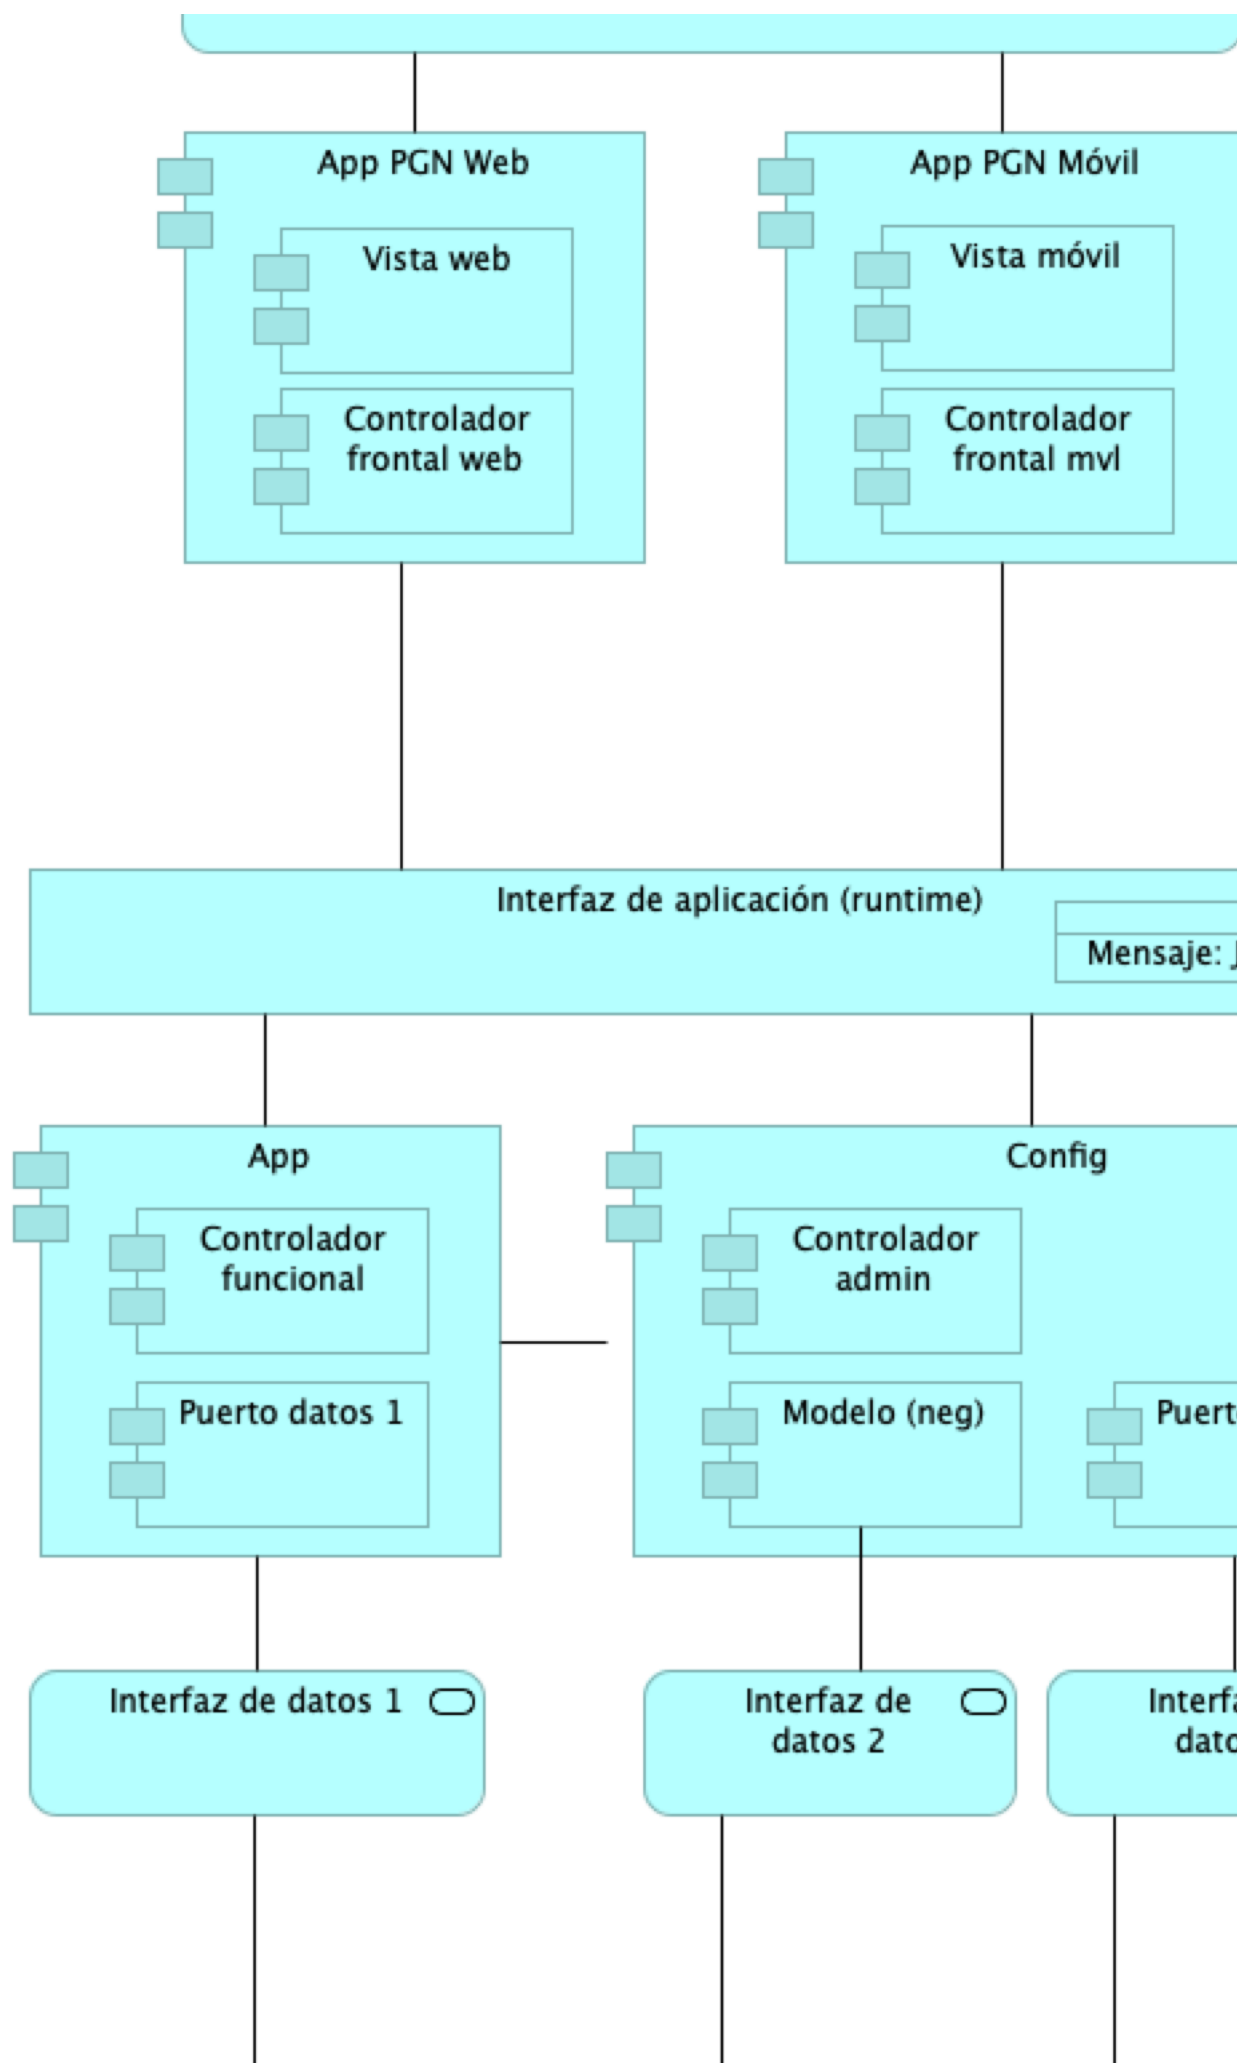 App PGN Web
App PGN Móvil
Vista web
Vista móvil
Controlador
frontal web
Controlador
frontal mvl
Interfaz de aplicación (runtime)
Mensaje:
App
Config
Controlador
funcional
Controlador
admin
Puerto datos 1
Modelo (neg)
Interfaz de datos 1
Interfaz de
datos 2